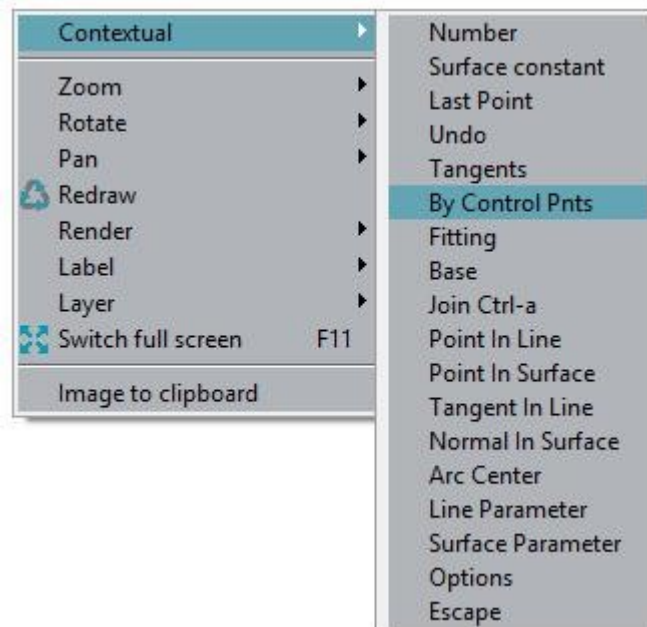 Contextual
Zoom
Rotate
Pan
Redraw
Render
Label
Layer
Switch full screen F11
Image to clipboard
Number
Surface constant
Last Point
Undo
Tangents
By Control Pnts
Fitting
Base
Join Ctrl-a
Point In Line
Point In Surface
Tangent In Line
Normal In Surface
Arc Center
Line Parameter
Surface Parameter
Options
Escape